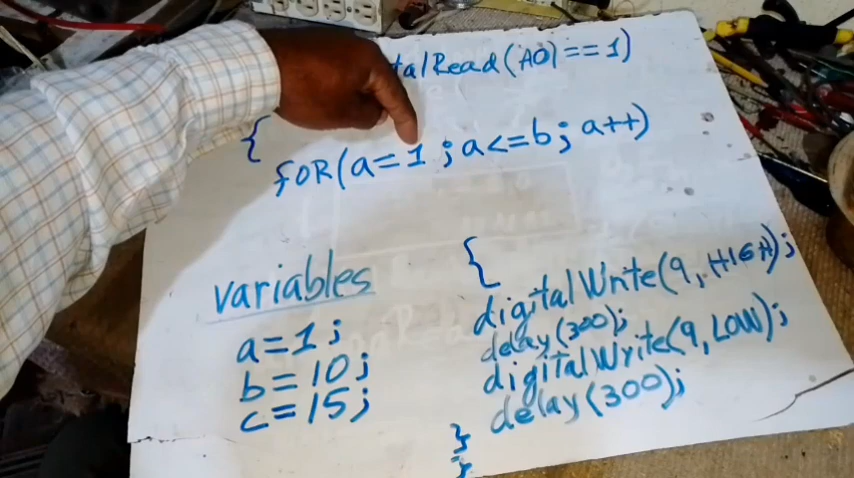 talRead(A0)==1)
{
foR(a=1;a<=b;a++)
variables
a=1;
b=10;
c=15;
{
digitalWrite(9,HIGH);
delay(300);
digitalWrite(9,LOW);
delay(300);
}
}